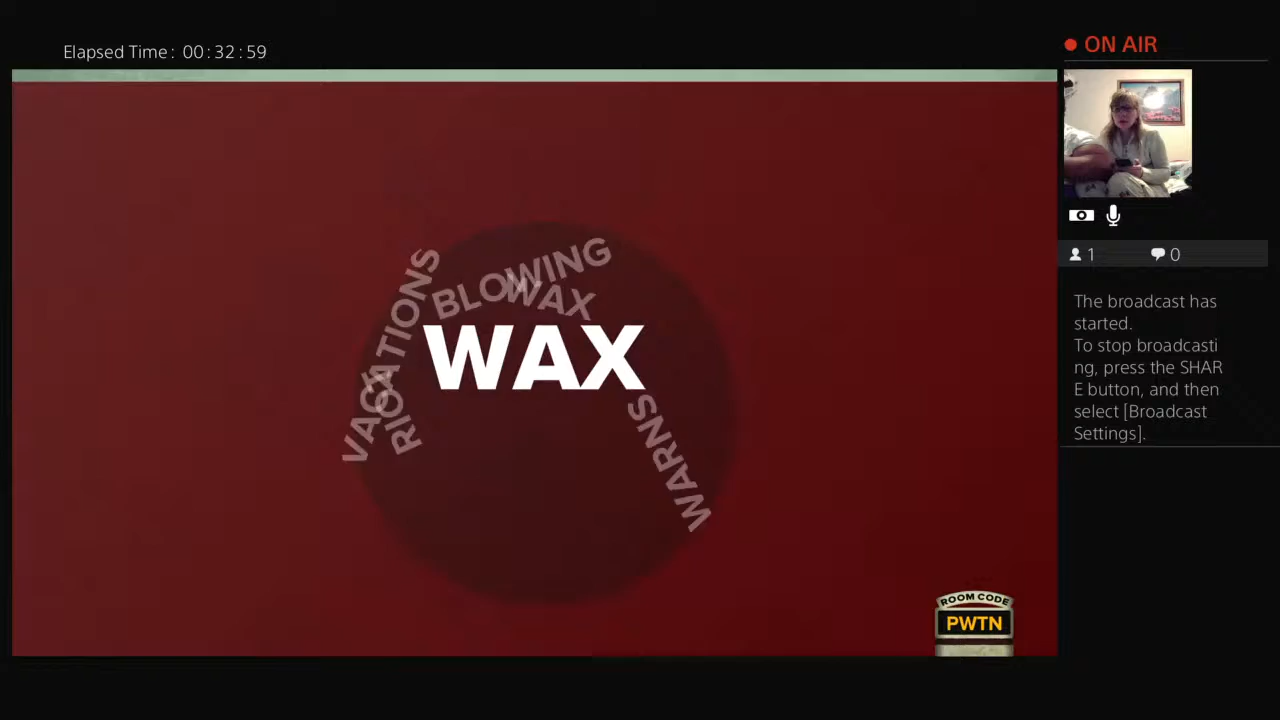 Elapsed Time: 00:32:59
ON AIR
1
0
The broadcast has
started.
To stop broadcasti
ng, press the SHAR
E button, and then
select [Broadcast
Settings].
VACATIONS
BLOWING
WAX
WAX
WARNS
ROOM CODE
PWTN